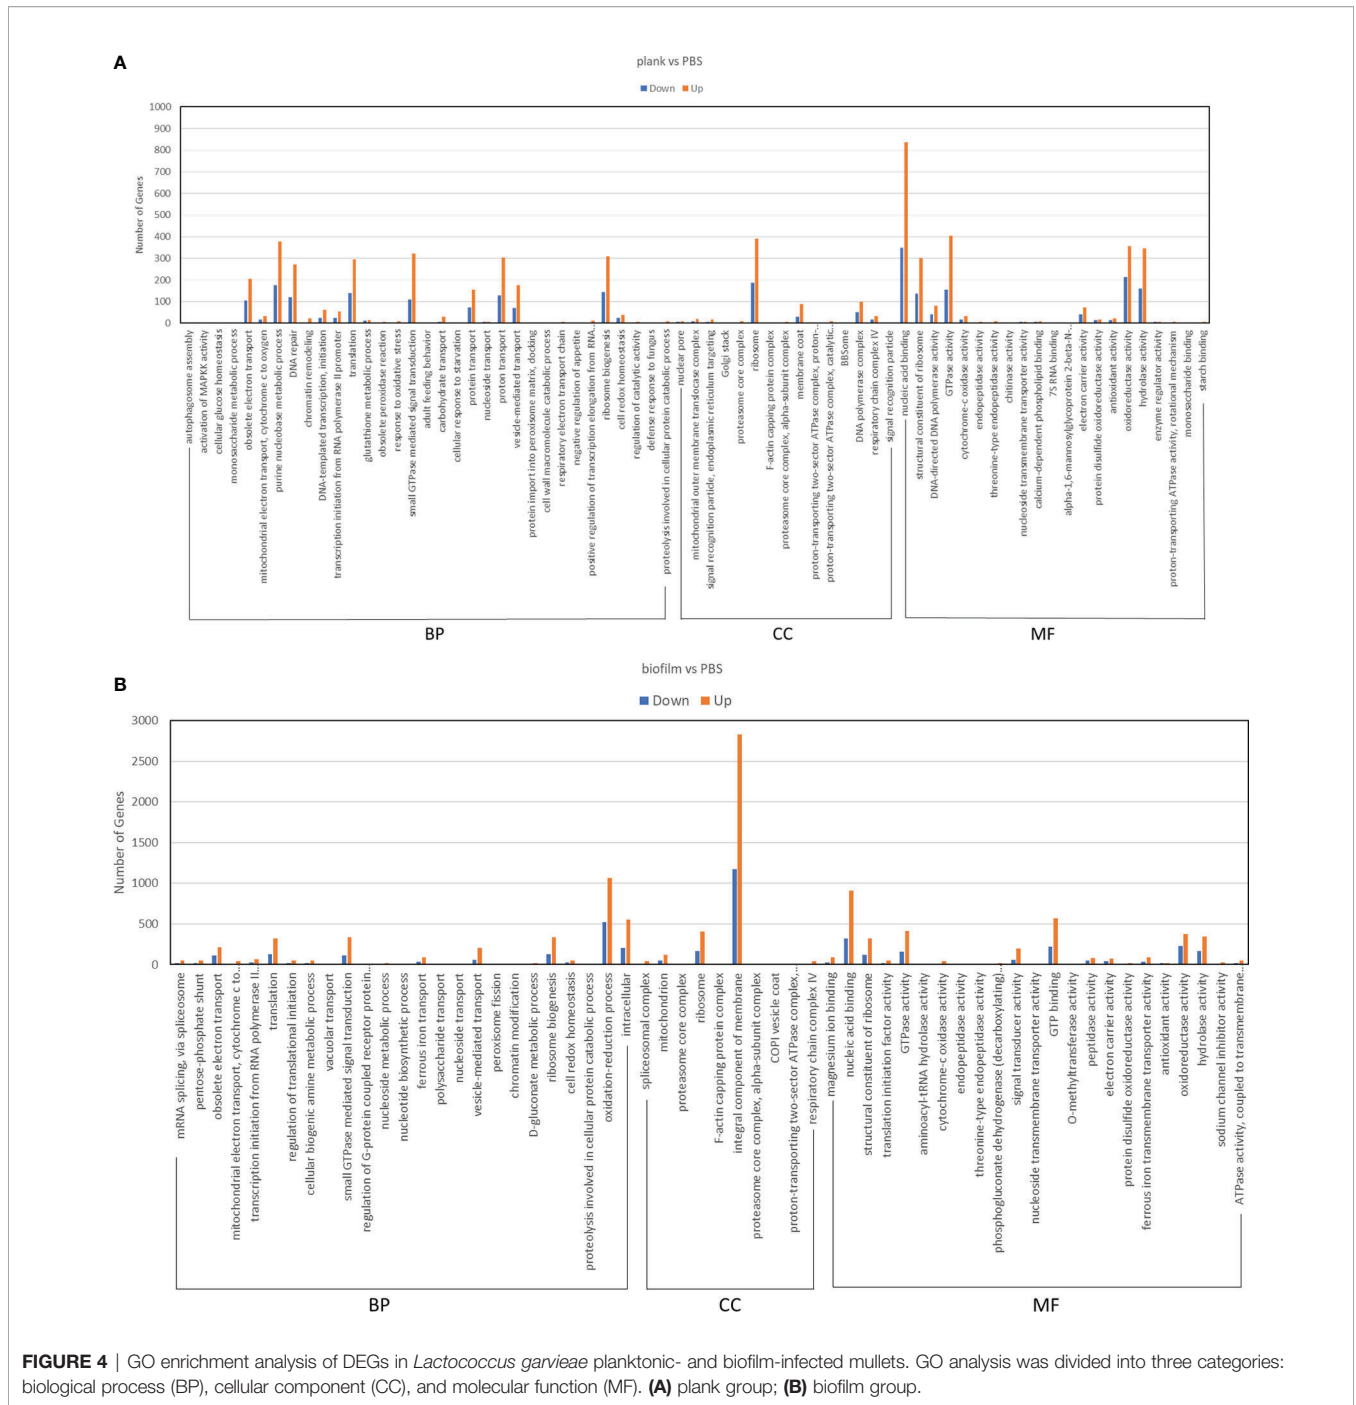 A
plank vs PBS
Down Up
Number of Genes
1000
900
800
700
600
500
400
300
200
100
0
autophagosome assembly
activation of MAPKK activity
cellular glucose homeostasis
monosaccharide metabolic process
obsolete electron transport
mitochondrial electron transport, cytochrome c to oxygen
purine nucleobase metabolic process
DNA repair
chromatin remodeling
DNA-templated transcription, initiation
transcription initiation from RNA polymerase II promoter
translation
glutathione metabolic process
obsolete peroxidase reaction
response to oxidative stress
small GTPase mediated signal transduction
adult feeding behavior
carbohydrate transport
cellular response to starvation
protein transport
nucleoside transport
proton transport
vesicle-mediated transport
protein import into peroxisome matrix, docking
cell wall macromolecule catabolic process
respiratory electron transport chain
negative regulation of appetite
positive regulation of transcription elongation from RNA...
ribosome biogenesis
cell redox homeostasis
regulation of catalytic activity
defense response to fungus
proteolysis involved in cellular protein catabolic process
nuclear pore
mitochondrial outer membrane translocase complex
signal recognition particle, endoplasmic reticulum targeting
Golgi stack
proteasome core complex
ribosome
F-actin capping protein complex
proteasome core complex, alpha-subunit complex
membrane coat
proton-transporting two-sector ATPase complex, proton-...
proton-transporting two-sector ATPase complex, catalytic...
BBSome
DNA polymerase complex
respiratory chain complex IV
signal recognition particle
nucleic acid binding
structural constituent of ribosome
DNA-directed DNA polymerase activity
GTPase activity
cytochrome-c oxidase activity
endopeptidase activity
threonine-type endopeptidase activity
chitinase activity
nucleoside transmembrane transporter activity
calcium-dependent phospholipid binding
7S RNA binding
alpha-1,6-mannosylglycoprotein 2-beta-N-...
electron carrier activity
protein disulfide oxidoreductase activity
antioxidant activity
oxidoreductase activity
hydrolase activity
enzyme regulator activity
proton-transporting ATPase activity, rotational mechanism
monosaccharide binding
starch binding
BP
CC
MF
B
biofilm vs PBS
Down Up
Number of Genes
3000
2500
2000
1500
1000
500
0
mRNA splicing, via spliceosome
pentose-phosphate shunt
obsolete electron transport
mitochondrial electron transport, cytochrome c to...
transcription initiation from RNA polymerase II...
translation
regulation of translational initiation
cellular biogenic amine metabolic process
vacuolar transport
small GTPase mediated signal transduction
regulation of G-protein coupled receptor protein...
nucleoside metabolic process
nucleotide biosynthetic process
ferrous iron transport
polysaccharide transport
nucleoside transport
vesicle-mediated transport
peroxisome fission
chromatin modification
D-gluconate metabolic process
ribosome biogenesis
cell redox homeostasis
proteolysis involved in cellular protein catabolic process
oxidation-reduction process
intracellular
spliceosomal complex
mitochondrion
proteasome core complex
ribosome
F-actin capping protein complex
integral component of membrane
proteasome core complex, alpha-subunit complex
COPI vesicle coat
proton-transporting two-sector ATPase complex,...
respiratory chain complex IV
magnesium ion binding
nucleic acid binding
structural constituent of ribosome
translation initiation factor activity
GTPase activity
aminoacyl-tRNA hydrolase activity
cytochrome-c oxidase activity
endopeptidase activity
threonine-type endopeptidase activity
phosphogluconate dehydrogenase (decarboxylating)...
signal transducer activity
nucleoside transmembrane transporter activity
GTP binding
O-methyltransferase activity
peptidase activity
electron carrier activity
protein disulfide oxidoreductase activity
ferrous iron transmembrane transporter activity
antioxidant activity
oxidoreductase activity
hydrolase activity
sodium channel inhibitor activity
ATPase activity, coupled to transmembrane...
BP
CC
MF
FIGURE 4 | GO enrichment analysis of DEGs in Lactococcus garvieae planktonic- and biofilm-infected mullets. GO analysis was divided into three categories:
biological process (BP), cellular component (CC), and molecular function (MF). (A) plank group; (B) biofilm group.